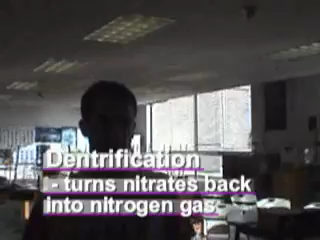 Dentrification
- turns nitrates back
into nitrogen gas